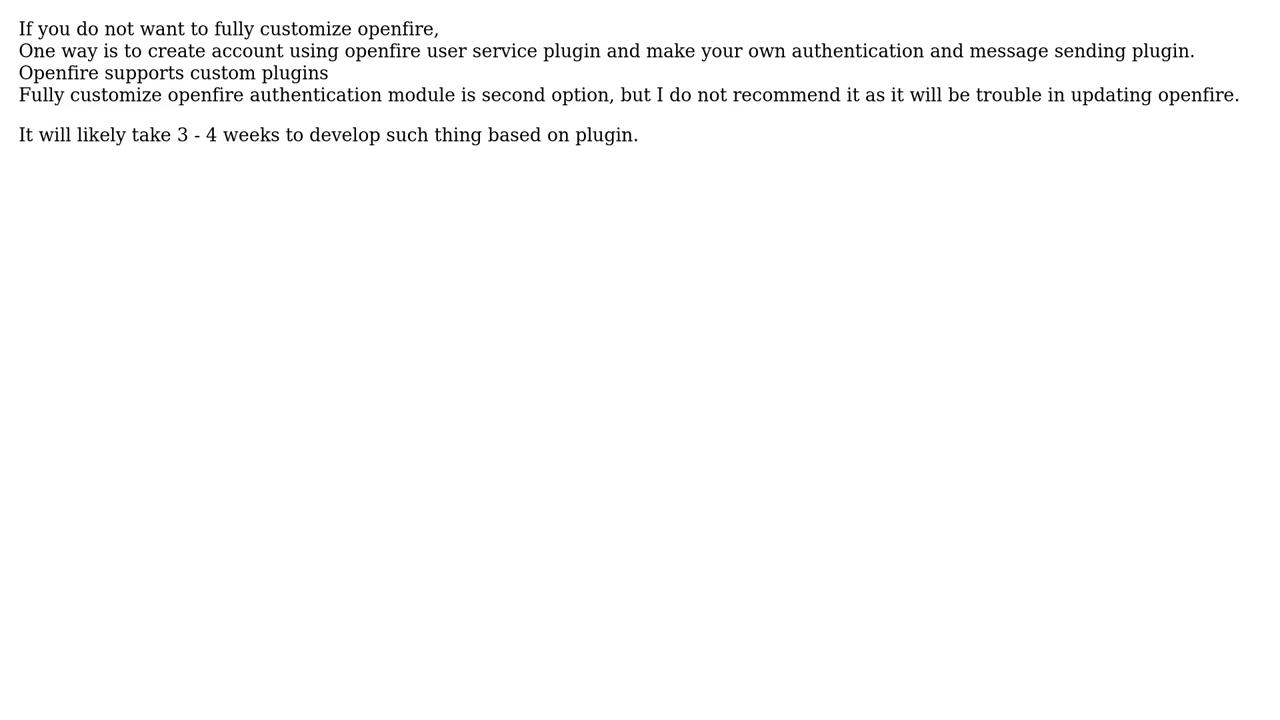 If you do not want to fully customize openfire,
One way is to create account using openfire user service plugin and make your own authentication and message sending plugin.
Openfire supports custom plugins
Fully customize openfire authentication module is second option, but I do not recommend it as it will be trouble in updating openfire.
It will likely take 3 - 4 weeks to develop such thing based on plugin.